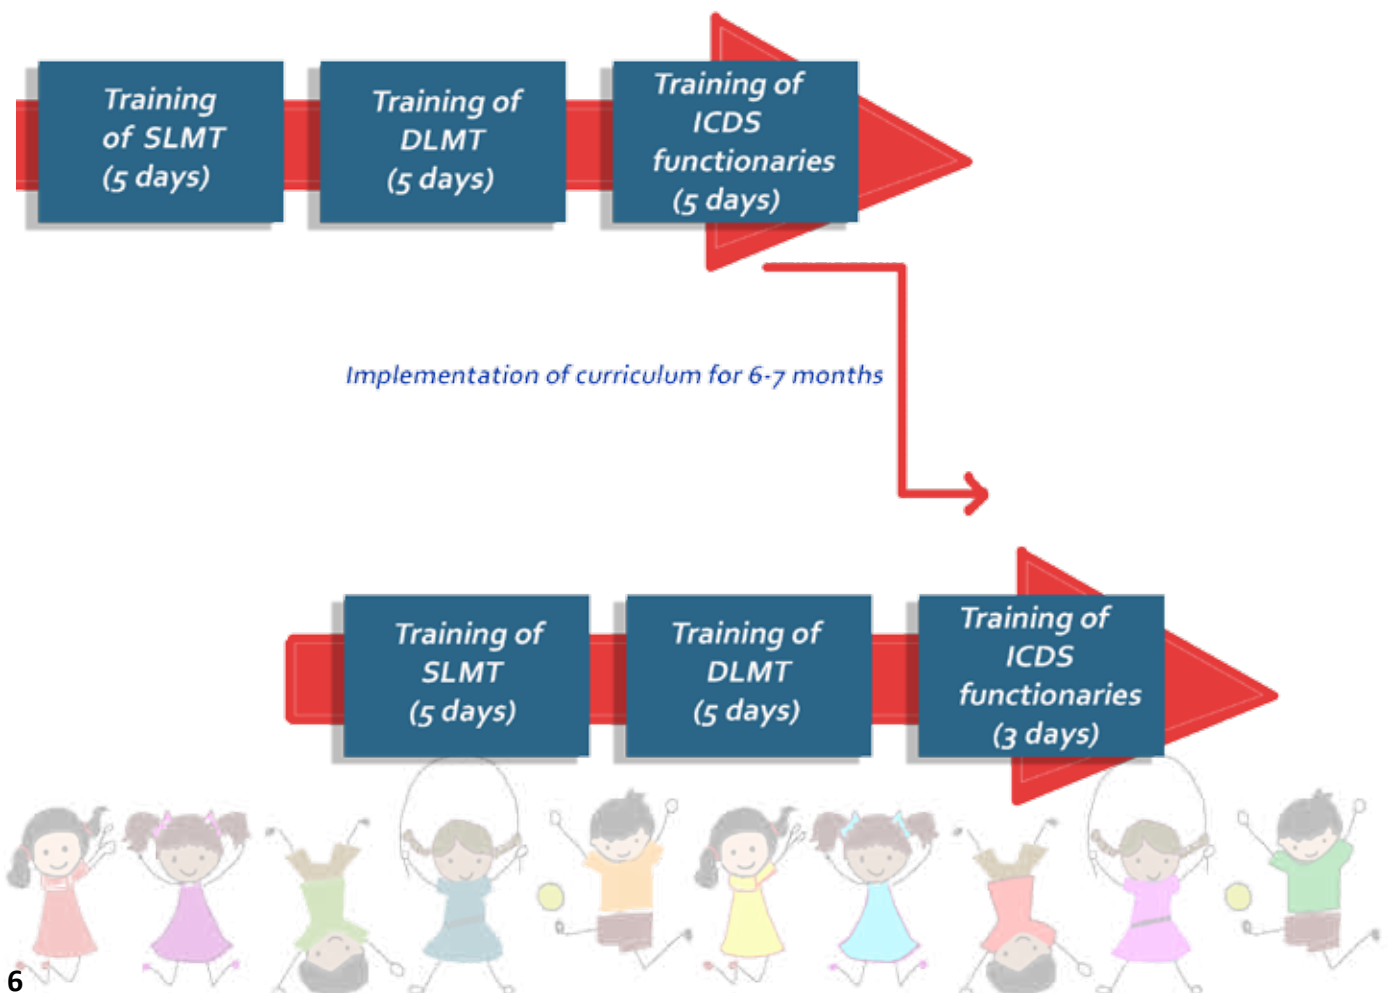 Training
of SLMT
(5 days)
Training of
DLMT
(5 days)
Training of
ICDS
functionaries
(5 days)
Implementation of curriculum for 6-7 months
Training of
SLMT
(5 days)
Training of
DLMT
(5 days)
Training of
ICDS
functionaries
(3 days)
6